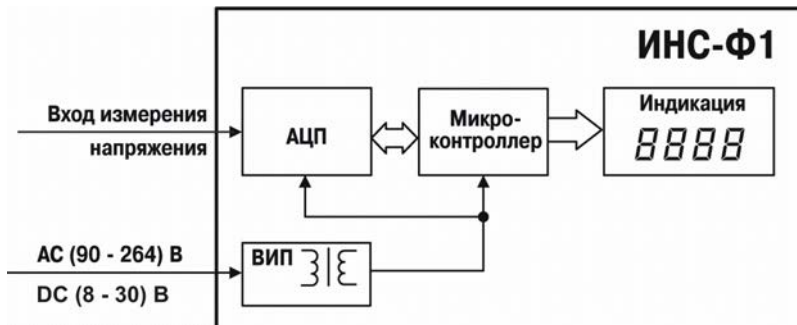 ИНС-Ф1
Вход измерения
напряжения
АЦП
Микро-
контроллер
Индикация
8888
AC (90 - 264) В
DC (8 - 30) В
ВИП